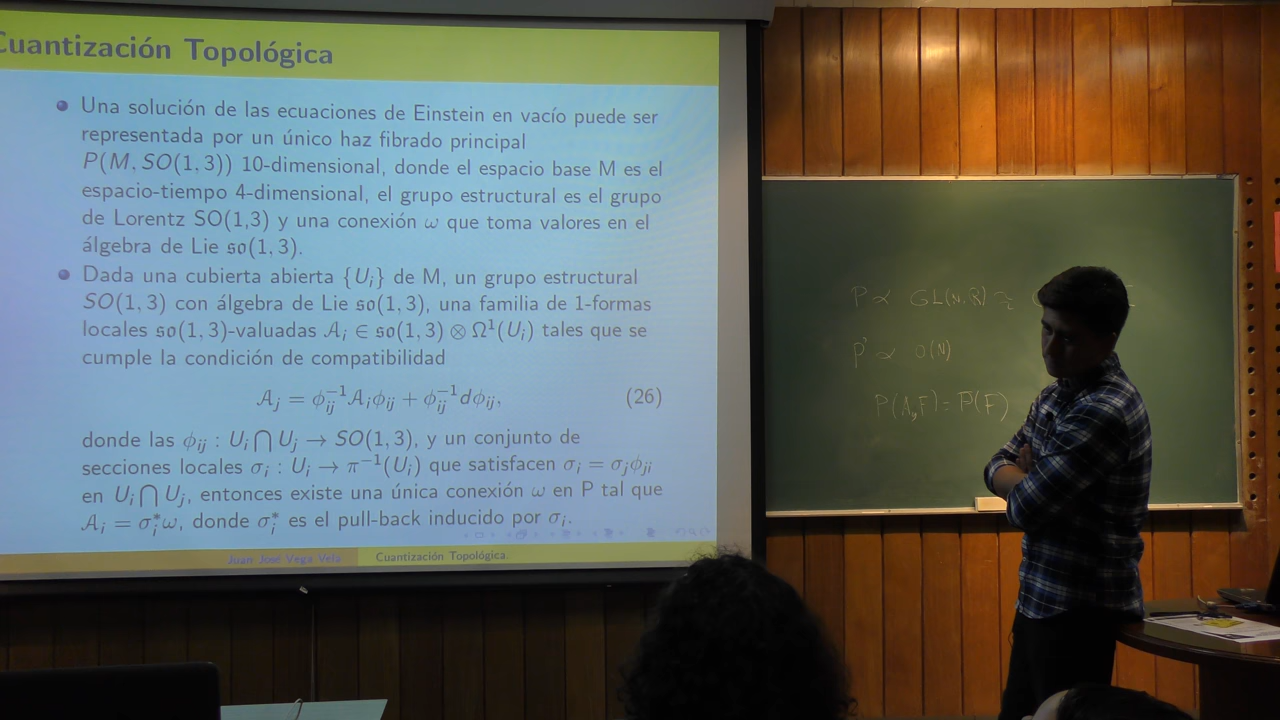 Cuantización Topológica
Una solución de las ecuaciones de Einstein en vacío puede ser
representada por un único haz fibrado principal
P(M, SO(1, 3)) 10-dimensional, donde el espacio base M es el
espacio-tiempo 4-dimensional, el grupo estructural es el grupo
de Lorentz SO(1,3) y una conexión ω que toma valores en el
álgebra de Lie 𝔰𝔬(1, 3).
Dada una cubierta abierta {U_i} de M, un grupo estructural
SO(1, 3) con álgebra de Lie 𝔰𝔬(1, 3), una familia de 1-formas
locales 𝔰𝔬(1, 3)-valuadas 𝒜_i ∈ 𝔰𝔬(1, 3) ⊗ Ω¹(U_i) tales que se
cumple la condición de compatibilidad
𝒜_j = ϕ_ij⁻¹𝒜_iϕ_ij + ϕ_ij⁻¹dϕ_ij, (26)
donde las ϕ_ij : U_i ⋂ U_j → SO(1, 3), y un conjunto de
secciones locales σ_i : U_i → π⁻¹(U_i) que satisfacen σ_i = σ_jϕ_ji
en U_i ⋂ U_j, entonces existe una única conexión ω en P tal que
𝒜_i = σ_i*ω, donde σ_i* es el pull-back inducido por σ_i.
Juan José Vega Vela Cuantización Topológica.
P ∝ GL(N,R)
P' ∝ O(N)
P(A,F) = P(F)